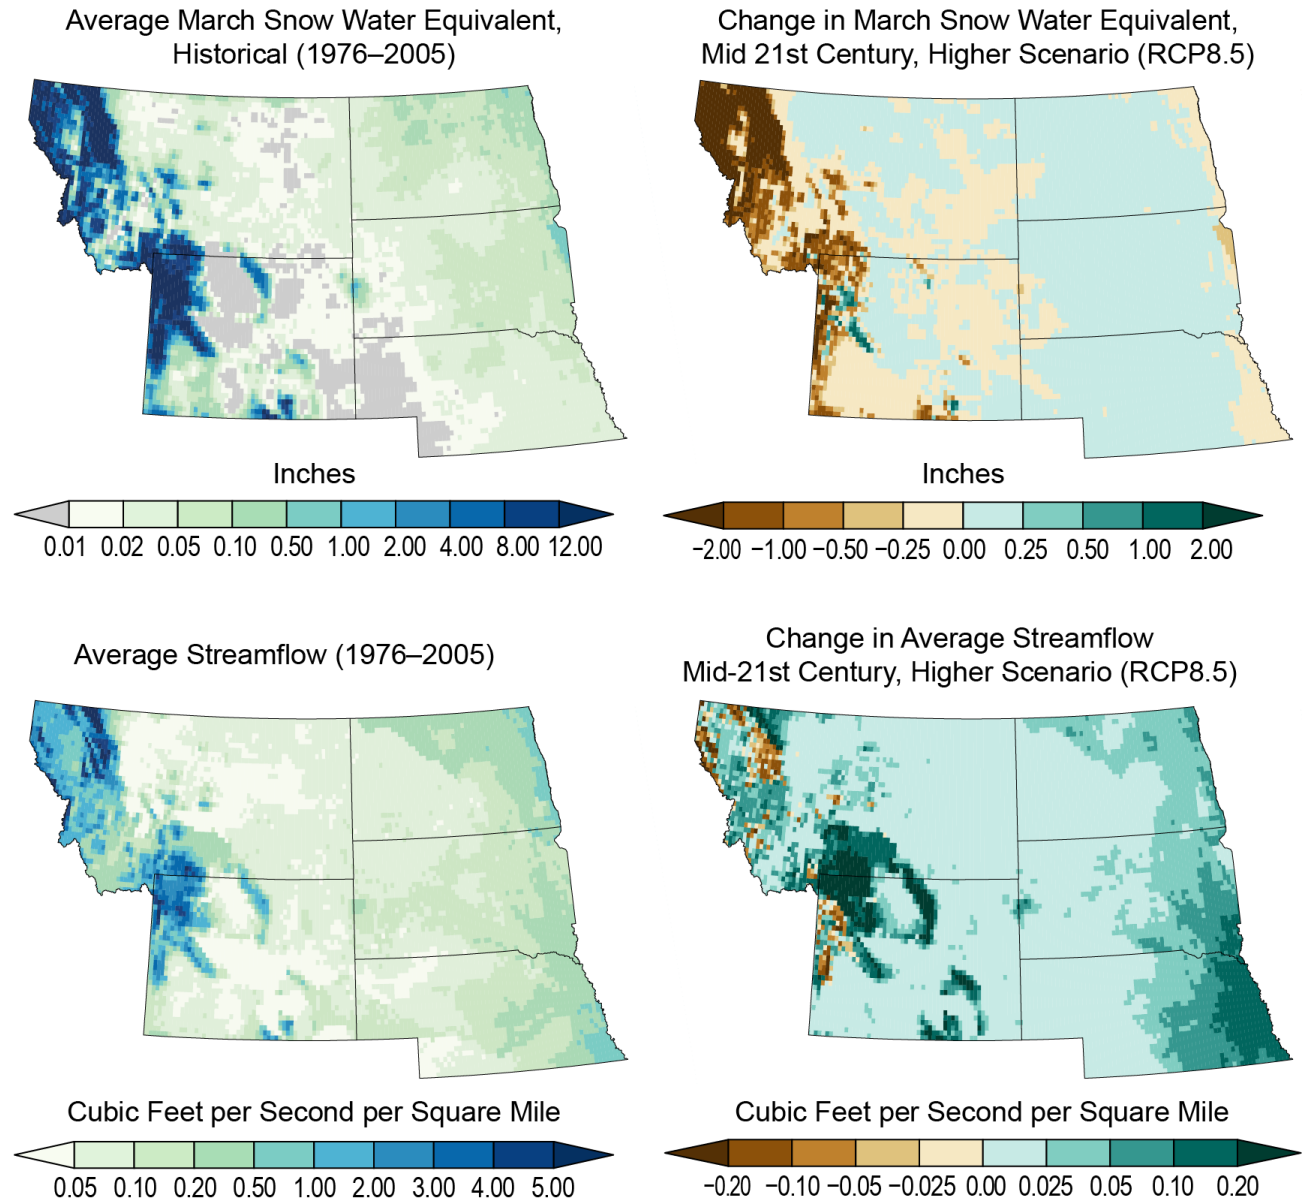 Average March Snow Water Equivalent,
Historical (1976–2005)
Change in March Snow Water Equivalent,
Mid 21st Century, Higher Scenario (RCP8.5)
Inches
0.01 0.02 0.05 0.10 0.50 1.00 2.00 4.00 8.00 12.00
Inches
−2.00 −1.00 −0.50 −0.25 0.00 0.25 0.50 1.00 2.00
Average Streamflow (1976–2005)
Change in Average Streamflow
Mid-21st Century, Higher Scenario (RCP8.5)
Cubic Feet per Second per Square Mile
0.05 0.10 0.20 0.50 1.00 2.00 3.00 4.00 5.00
Cubic Feet per Second per Square Mile
−0.20 −0.10 −0.05 −0.025 0.00 0.025 0.05 0.10 0.20